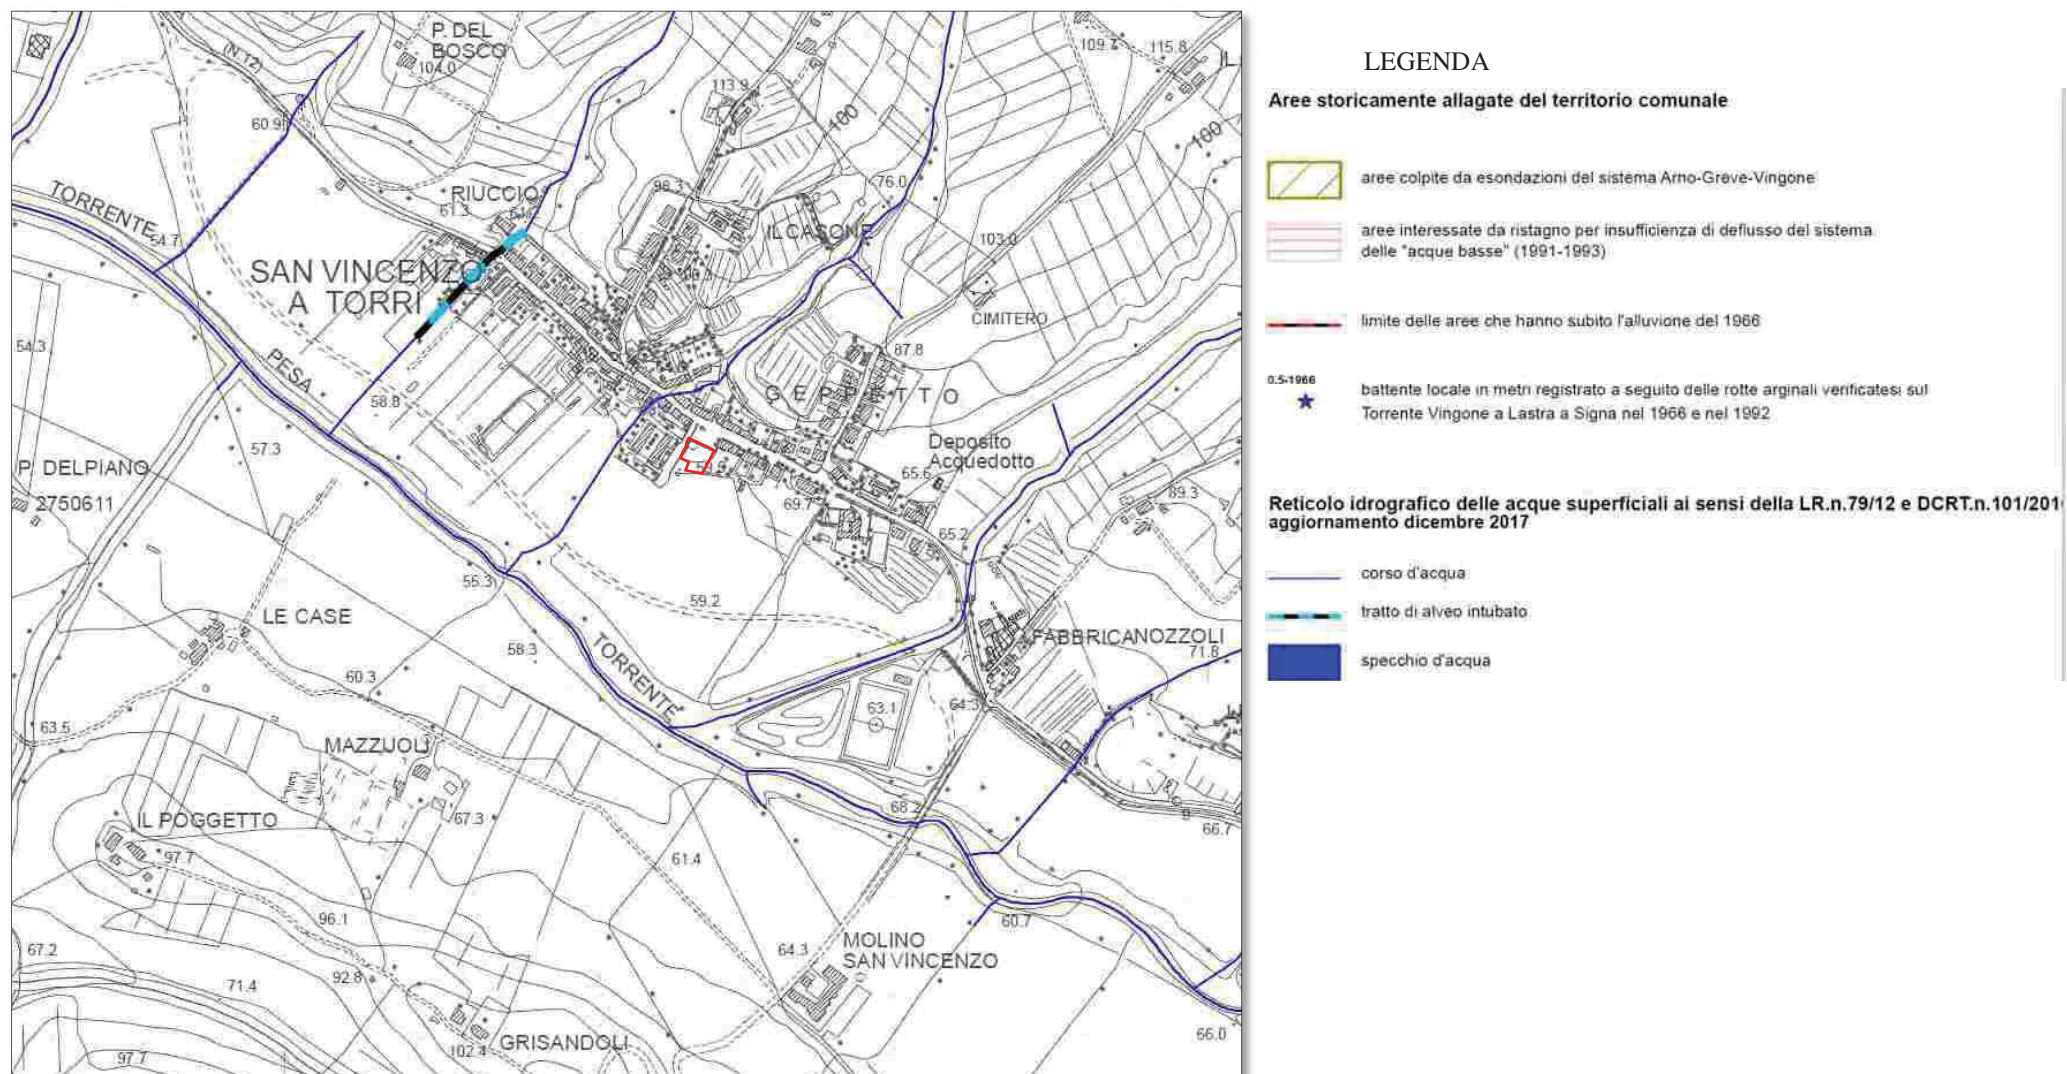 P. DEL
BOSCO
104.0
(N.12)
109.4
115.8
113.9
100
100
60.9
RIUCCIO
61.3
98.3
76.0
TORRENTE
54.7
IL CASONE
103.0
SAN VINCENZO
A TORRI
CIMITERO
54.3
PESA
87.8
58.8
GEPPETTO
57.3
Deposito
Acquedotto
P. DELPIANO
65.6
2750611
69.7
89.3
65.2
55.3
59.2
LE CASE
58.3
TORRENTE
FABBRICA
NOZZOLI
71.8
60.3
63.1
64.3
63.5
MAZZUOLI
68.2
IL POGGETTO
67.3
66.7
97.7
61.4
96.1
60.7
MOLINO
SAN VINCENZO
64.3
67.2
92.8
71.4
66.0
GRISANDOLI
102.4
97.7
LEGENDA
Aree storicamente allagate del territorio comunale
aree colpite da esondazioni del sistema Arno-Greve-Vingone
aree interessate da ristagno per insufficienza di deflusso del sistema
delle "acque basse" (1991-1993)
limite delle aree che hanno subito l'alluvione del 1966
0.5-1966
battente locale in metri registrato a seguito delle rotte arginali verificatesi sul
Torrente Vingone a Lastra a Signa nel 1966 e nel 1992
Reticolo idrografico delle acque superficiali ai sensi della LR.n.79/12 e DCRT.n.101/201
aggiornamento dicembre 2017
corso d'acqua
tratto di alveo intubato
specchio d'acqua